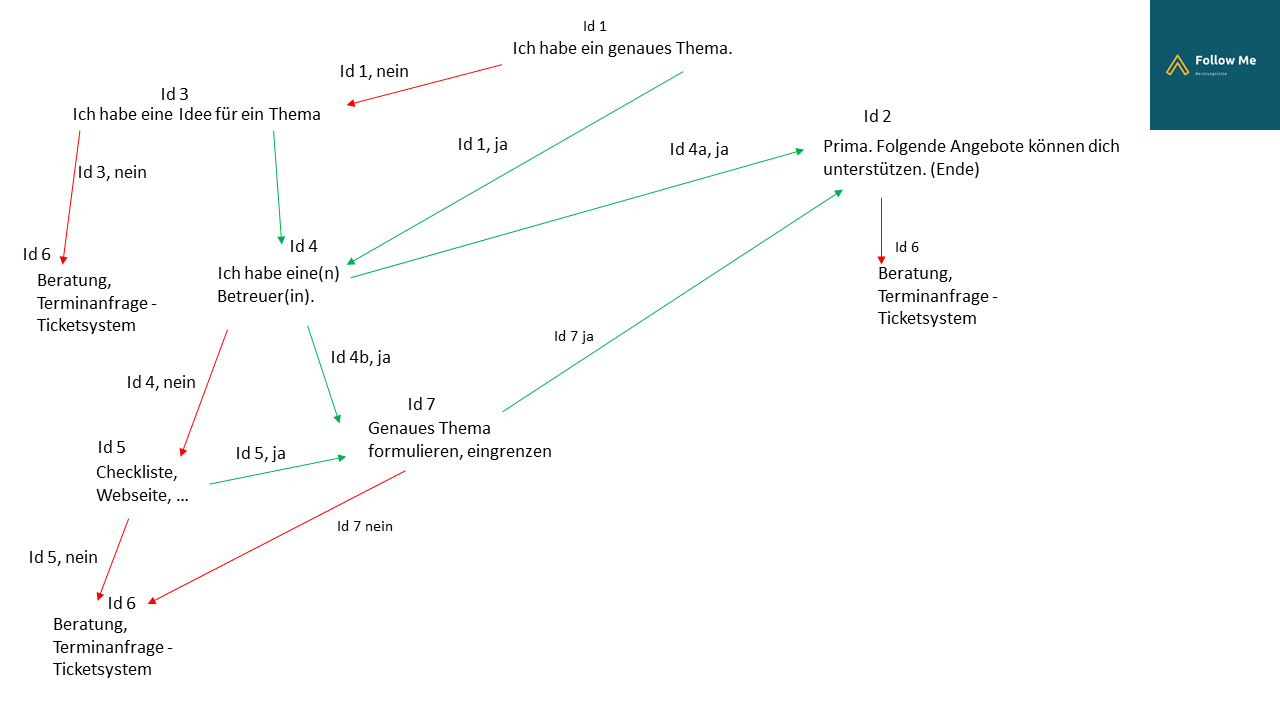 Id 1
Ich habe ein genaues Thema.
Follow Me
Beratungslotse
Id 1, nein
Id 3
Ich habe eine Idee für ein Thema
Id 2
Id 1, ja
Id 4a, ja
Prima. Folgende Angebote können dich
unterstützen. (Ende)
Id 3, nein
Id 6
Beratung,
Terminanfrage -
Ticketsystem
Id 4
Ich habe eine(n)
Betreuer(in).
Id 6
Beratung,
Terminanfrage -
Ticketsystem
Id 7 ja
Id 4b, ja
Id 4, nein
Id 7
Genaues Thema
formulieren, eingrenzen
Id 5
Checkliste,
Webseite, ...
Id 5, ja
Id 7 nein
Id 5, nein
Id 6
Beratung,
Terminanfrage -
Ticketsystem